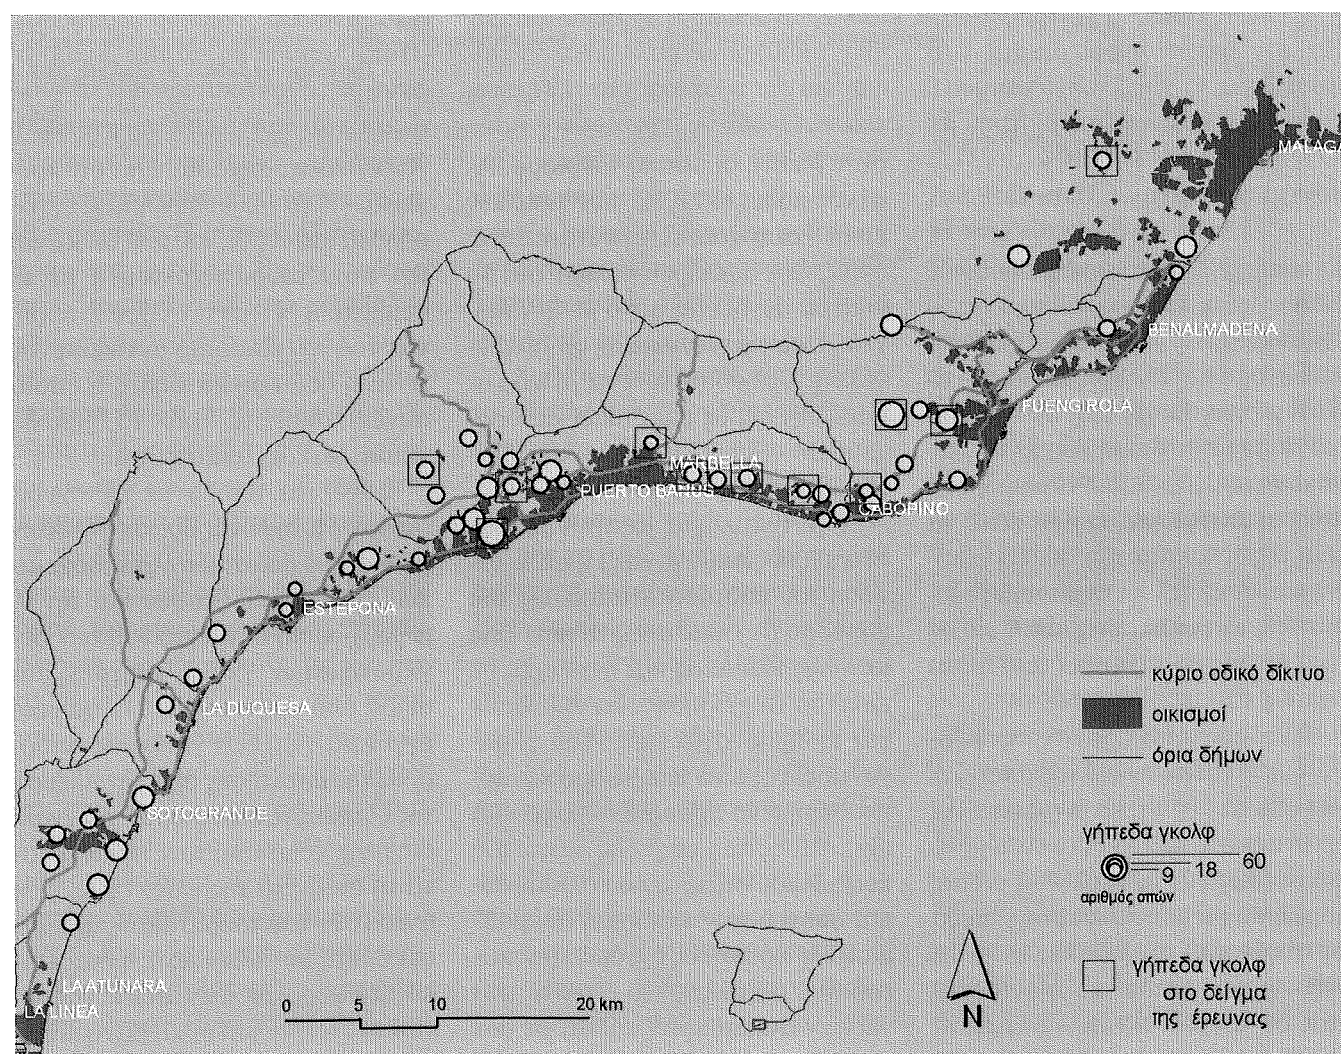 MALAGA
BENALMADENA
FUENGIROLA
MARBELLA
PUERTO BANUS
CABOPINO
ESTEPONA
LA DUQUESA
SOTOGRANDE
LA ATUNARA
LA LINEA
κύριο οδικό δίκτυο
οικισμοί
όρια δήμων
γήπεδα γκολφ
9 18 60
αριθμός οπών
γήπεδα γκολφ
στο δείγμα
της έρευνας
0 5 10 20 km
N